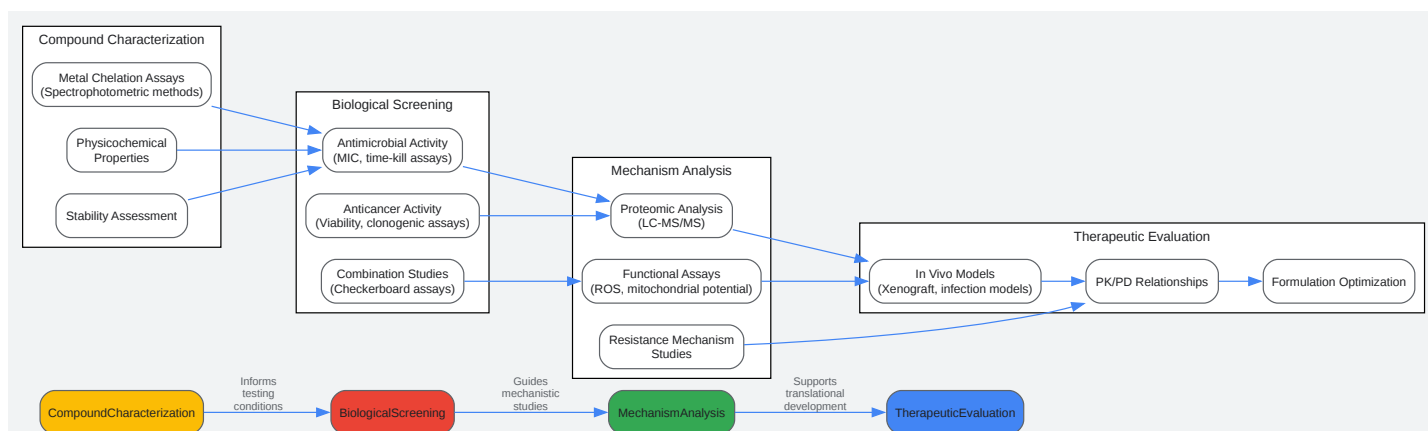 Compound Characterization
Metal Chelation Assays
(Spectrophotometric methods)
Physicochemical
Properties
Stability Assessment
Biological Screening
Antimicrobial Activity
(MIC, time-kill assays)
Anticancer Activity
(Viability, clonogenic assays)
Combination Studies
(Checkerboard assays)
Mechanism Analysis
Proteomic Analysis
(LC-MS/MS)
Functional Assays
(ROS, mitochondrial potential)
Resistance Mechanism
Studies
Therapeutic Evaluation
In Vivo Models
(Xenograft, infection models)
PK/PD Relationships
Formulation Optimization
CompoundCharacterization
Informs
testing
conditions
BiologicalScreening
Guides
mechanistic
studies
MechanismAnalysis
Supports
translational
development
TherapeuticEvaluation